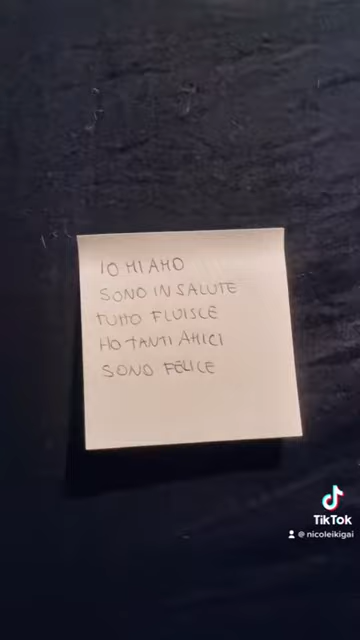 IO MI AMO
SONO IN SALUTE
TUTTO FLUISCE
HO TANTI AMICI
SONO FELICE
TikTok
@nicoleikigai